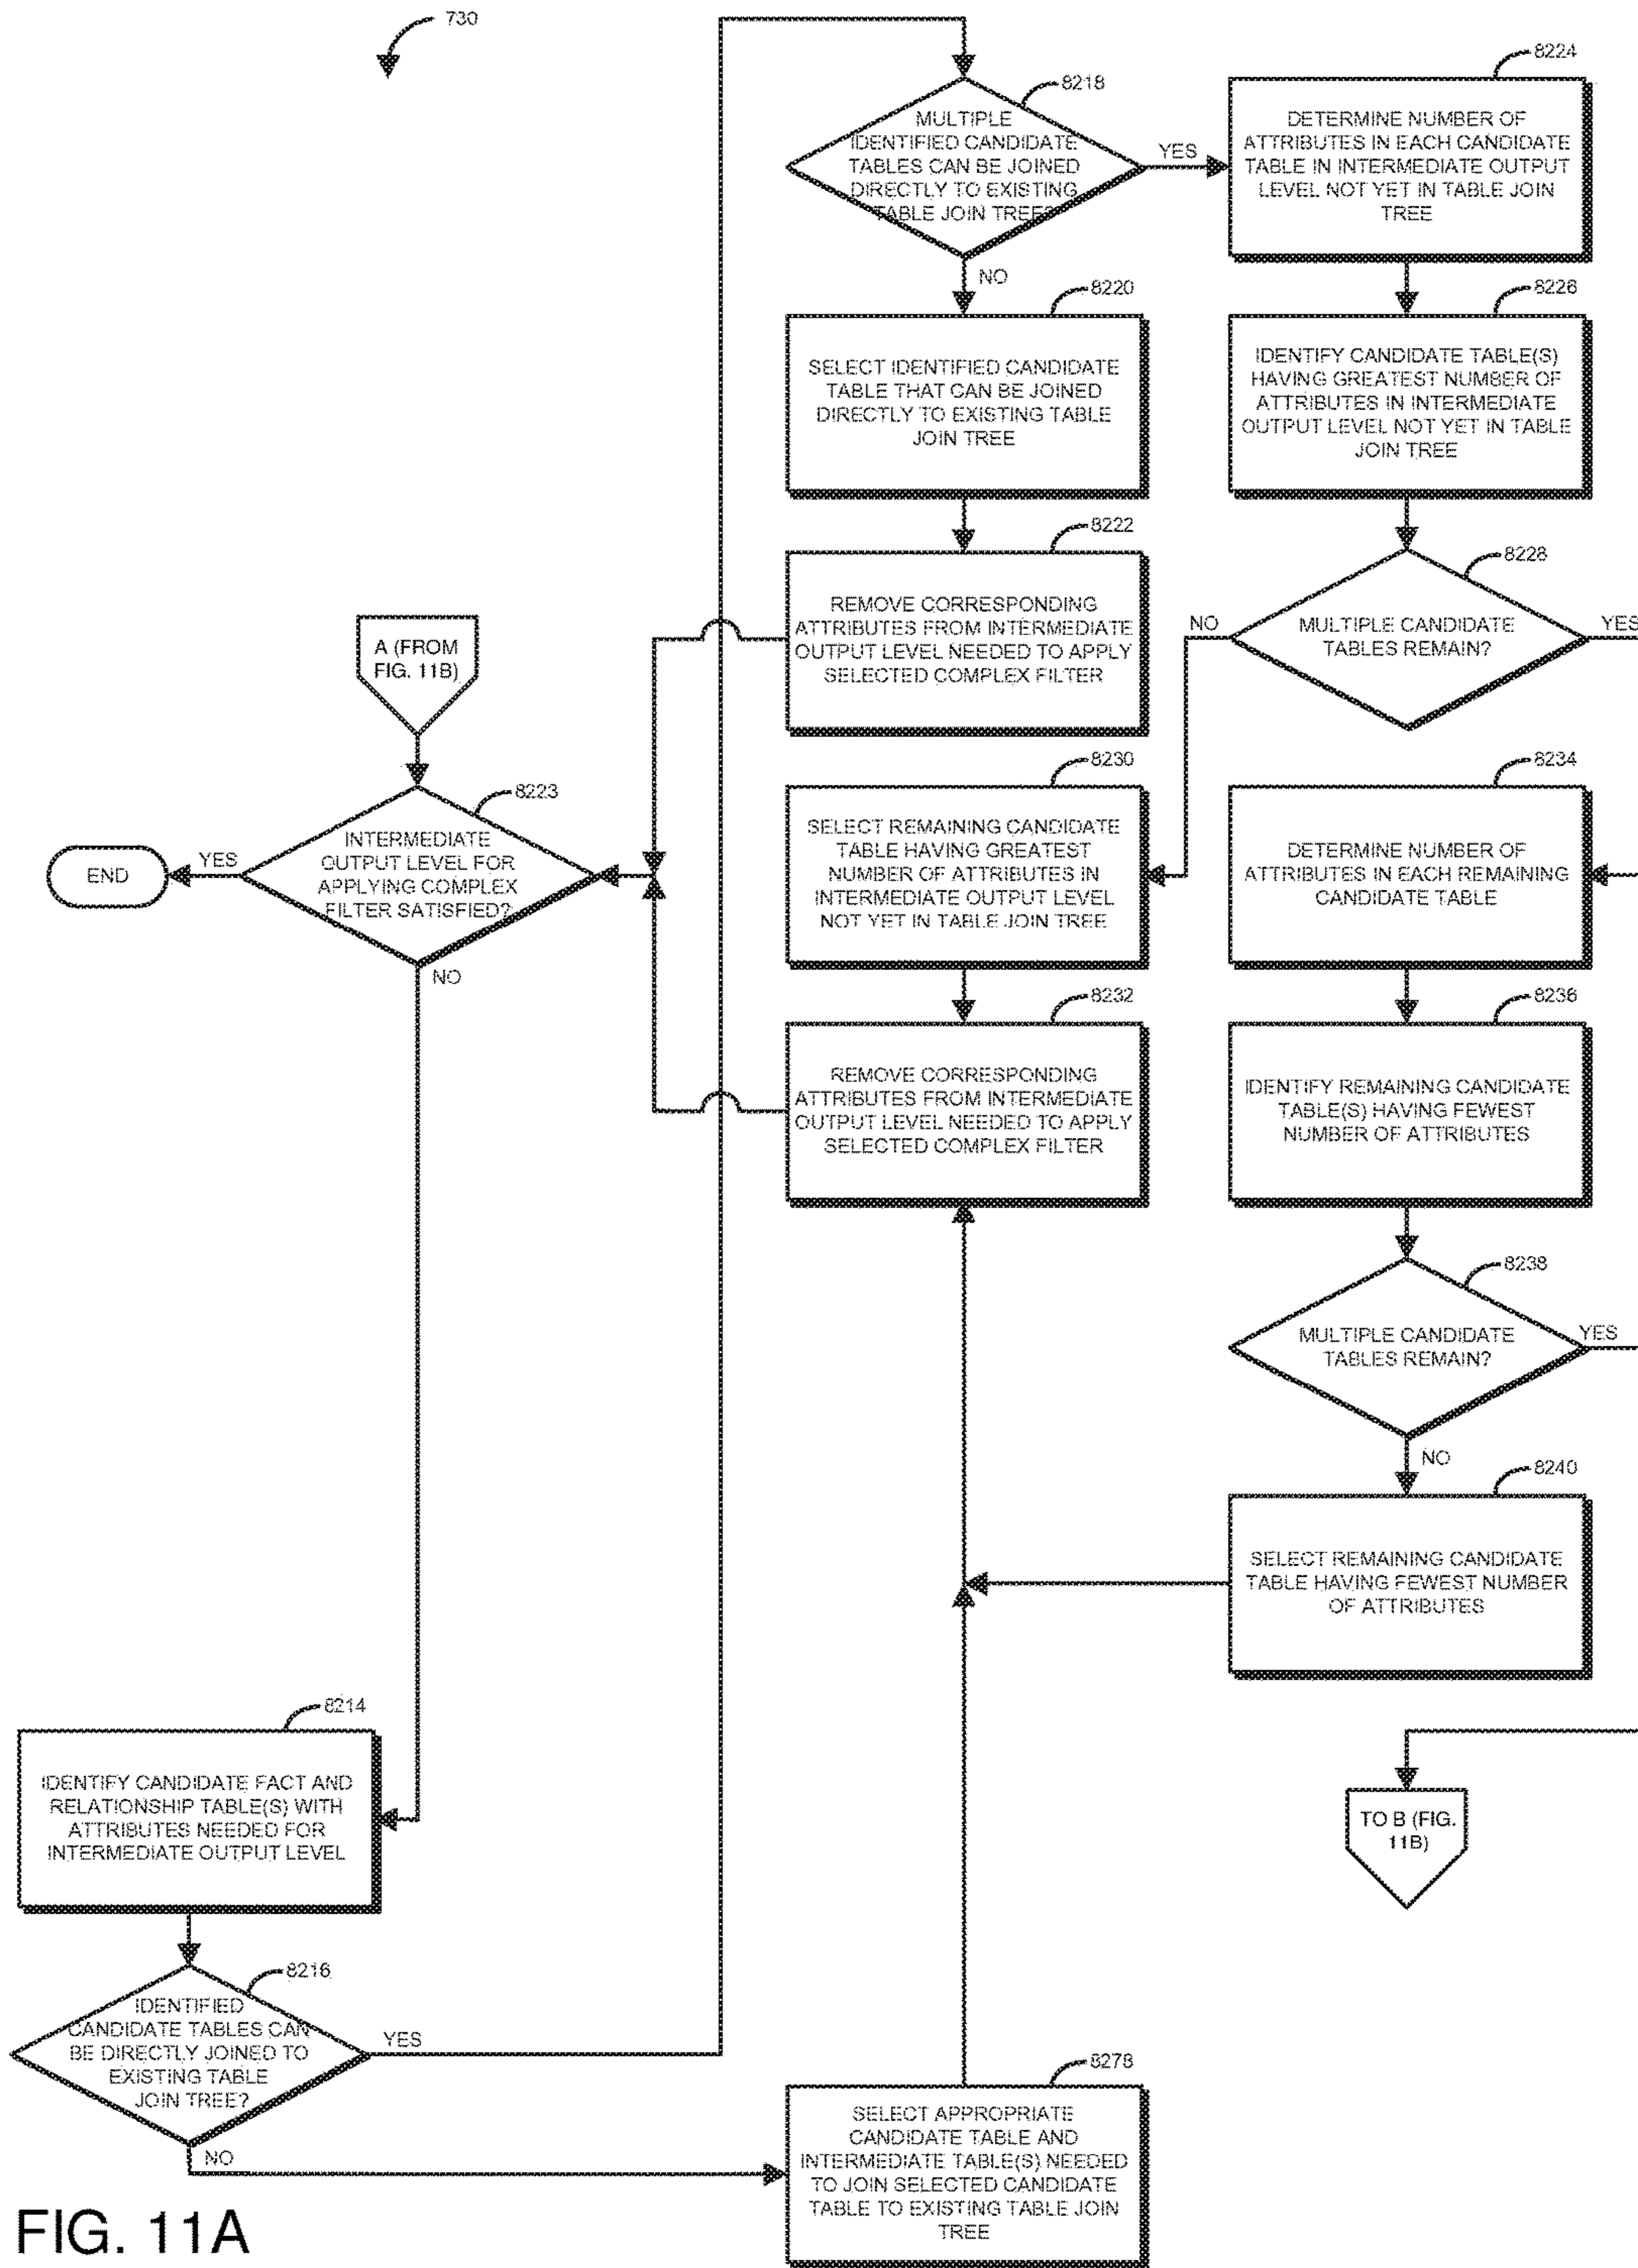 730
8218
MULTIPLE
IDENTIFIED CANDIDATE
TABLES CAN BE JOINED
DIRECTLY TO EXISTING
TABLE JOIN TREE?
YES
NO
8224
DETERMINE NUMBER OF
ATTRIBUTES IN EACH CANDIDATE
TABLE IN INTERMEDIATE OUTPUT
LEVEL NOT YET IN TABLE JOIN
TREE
8220
SELECT IDENTIFIED CANDIDATE
TABLE THAT CAN BE JOINED
DIRECTLY TO EXISTING TABLE
JOIN TREE
8226
IDENTIFY CANDIDATE TABLE(S)
HAVING GREATEST NUMBER OF
ATTRIBUTES IN INTERMEDIATE
OUTPUT LEVEL NOT YET IN TABLE
JOIN TREE
8222
REMOVE CORRESPONDING
ATTRIBUTES FROM INTERMEDIATE
OUTPUT LEVEL NEEDED TO APPLY
SELECTED COMPLEX FILTER
8228
NO
MULTIPLE CANDIDATE
TABLES REMAIN?
YES
A (FROM
FIG. 11B)
8223
INTERMEDIATE
OUTPUT LEVEL FOR
APPLYING COMPLEX
FILTER SATISFIED?
YES
END
NO
8230
SELECT REMAINING CANDIDATE
TABLE HAVING GREATEST
NUMBER OF ATTRIBUTES IN
INTERMEDIATE OUTPUT LEVEL
NOT YET IN TABLE JOIN TREE
8234
DETERMINE NUMBER OF
ATTRIBUTES IN EACH REMAINING
CANDIDATE TABLE
8232
REMOVE CORRESPONDING
ATTRIBUTES FROM INTERMEDIATE
OUTPUT LEVEL NEEDED TO APPLY
SELECTED COMPLEX FILTER
8236
IDENTIFY REMAINING CANDIDATE
TABLE(S) HAVING FEWEST
NUMBER OF ATTRIBUTES
8238
MULTIPLE CANDIDATE
TABLES REMAIN?
YES
NO
8240
SELECT REMAINING CANDIDATE
TABLE HAVING FEWEST NUMBER
OF ATTRIBUTES
8214
IDENTIFY CANDIDATE FACT AND
RELATIONSHIP TABLE(S) WITH
ATTRIBUTES NEEDED FOR
INTERMEDIATE OUTPUT LEVEL
TO B (FIG.
11B)
8216
IDENTIFIED
CANDIDATE TABLES CAN
BE DIRECTLY JOINED TO
EXISTING TABLE
JOIN TREE?
YES
NO
8278
SELECT APPROPRIATE
CANDIDATE TABLE AND
INTERMEDIATE TABLE(S) NEEDED
TO JOIN SELECTED CANDIDATE
TABLE TO EXISTING TABLE JOIN
TREE
FIG. 11A